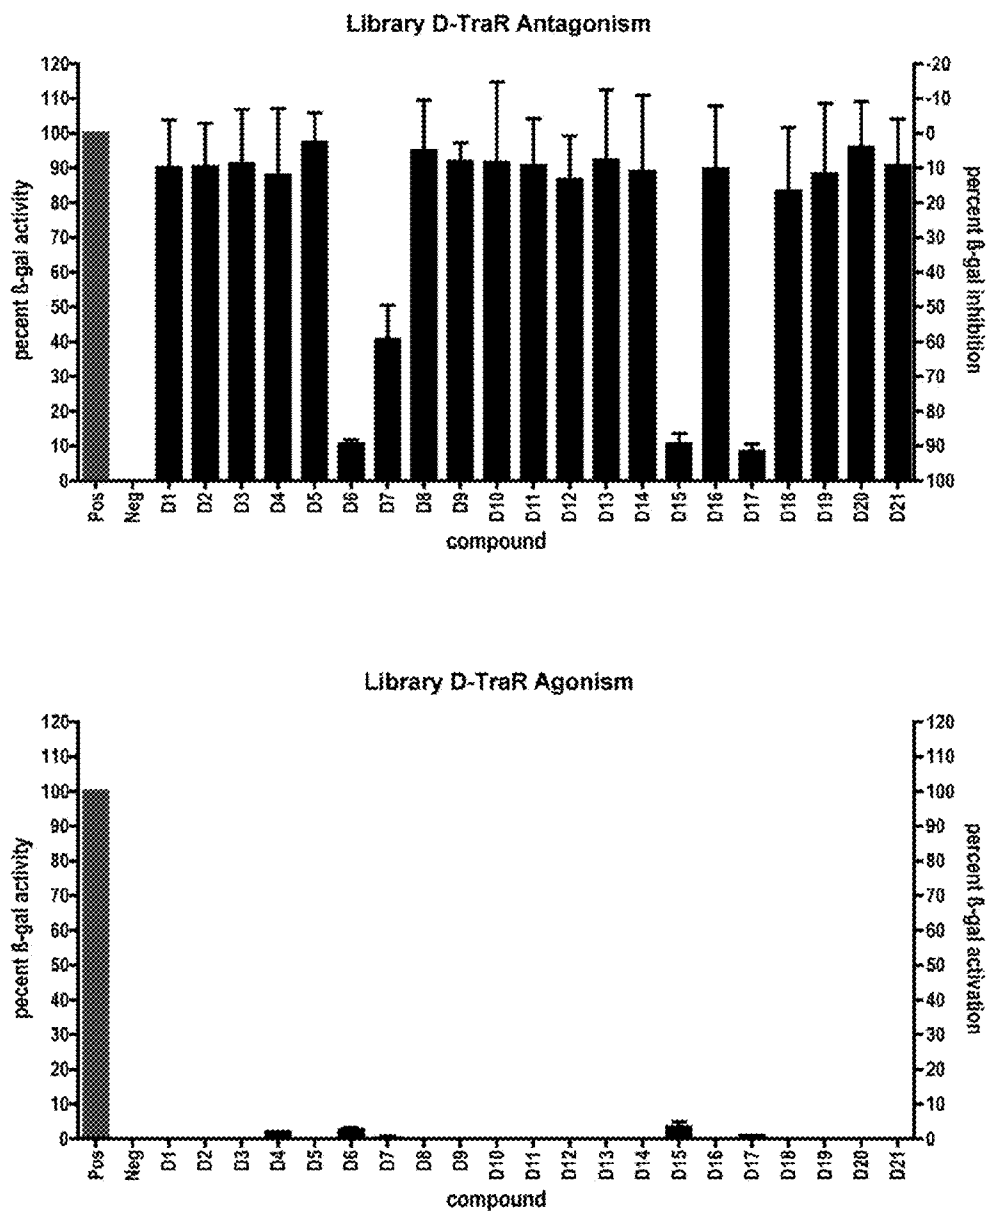 Library D-TraR Antagonism
120
110
100
90
80
70
60
50
40
30
20
10
0
pecent ß-gal activity
-20
-10
-0
10
20
30
40
50
60
70
80
90
100
percent ß-gal inhibition
Pos
Neg
D1
D2
D3
D4
D5
D6
D7
D8
D9
D10
D11
D12
D13
D14
D15
D16
D17
D18
D19
D20
D21
compound
Library D-TraR Agonism
120
110
100
90
80
70
60
50
40
30
20
10
0
pecent ß-gal activity
120
110
100
90
80
70
60
50
40
30
20
10
0
percent ß-gal activation
Pos
Neg
D1
D2
D3
D4
D5
D6
D7
D8
D9
D10
D11
D12
D13
D14
D15
D16
D17
D18
D19
D20
D21
compound